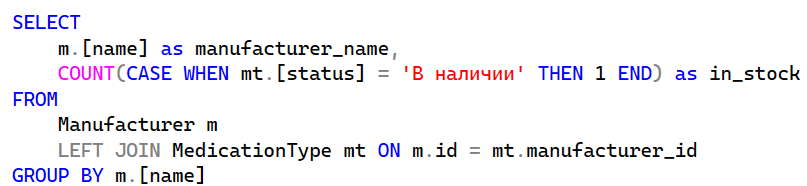 SELECT
    m.[name] as manufacturer_name,
    COUNT(CASE WHEN mt.[status] = 'В наличии' THEN 1 END) as in_stock
FROM
    Manufacturer m
    LEFT JOIN MedicationType mt ON m.id = mt.manufacturer_id
GROUP BY m.[name]